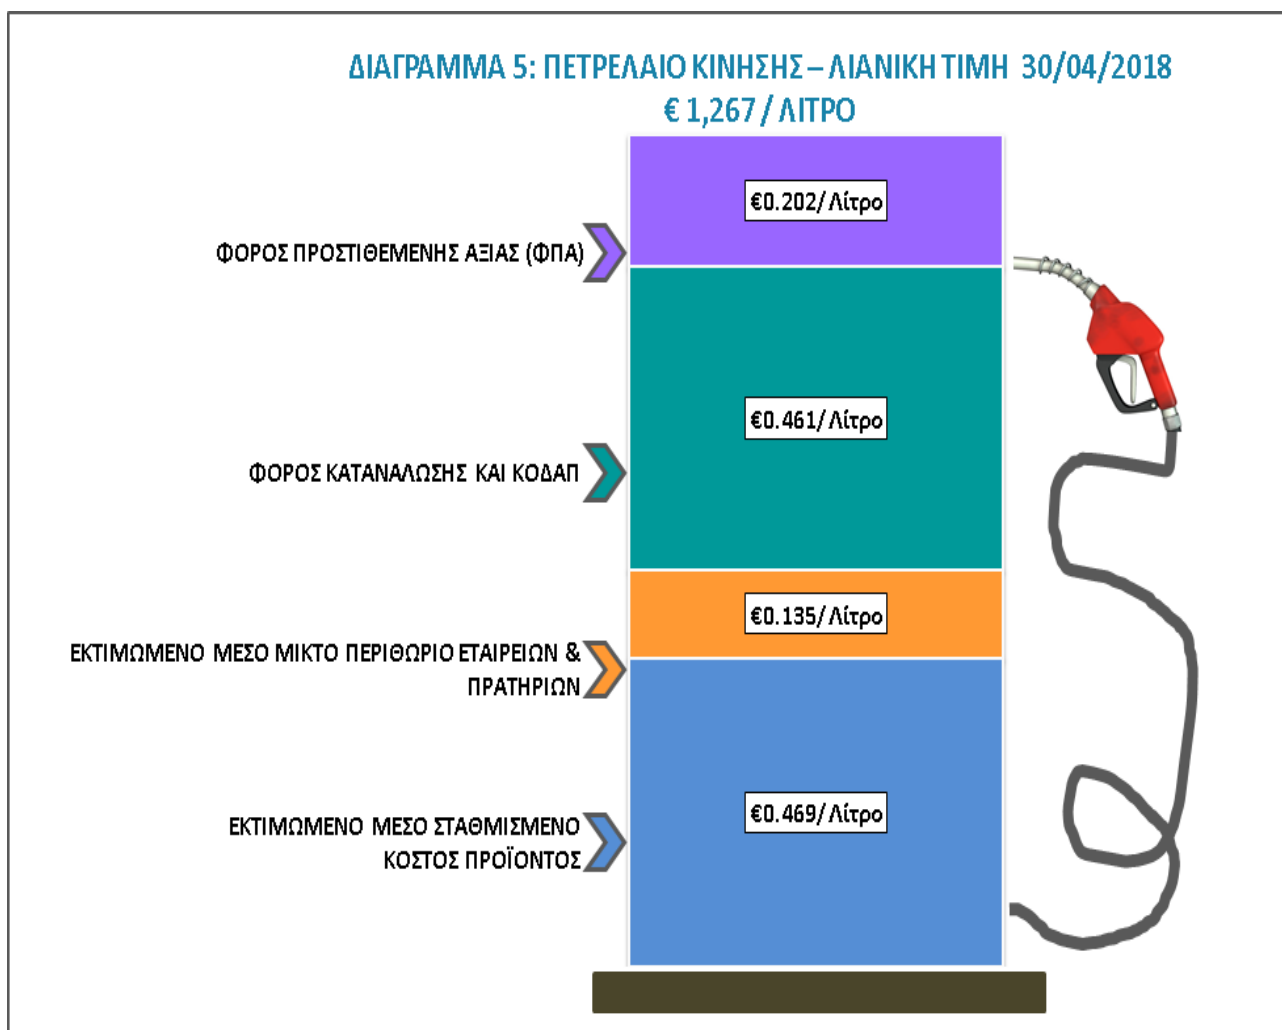 ΔΙΑΓΡΑΜΜΑ 5: ΠΕΤΡΕΛΑΙΟ ΚΙΝΗΣΗΣ – ΛΙΑΝΙΚΗ ΤΙΜΗ 30/04/2018
€ 1,267 / ΛΙΤΡΟ
€0.202/ Λίτρο
ΦΟΡΟΣ ΠΡΟΣΤΙΘΕΜΕΝΗΣ ΑΞΙΑΣ (ΦΠΑ)
€0.461/ Λίτρο
ΦΟΡΟΣ ΚΑΤΑΝΑΛΩΣΗΣ ΚΑΙ ΚΟΔΑΠ
€0.135/ Λίτρο
ΕΚΤΙΜΩΜΕΝΟ ΜΕΣΟ ΜΙΚΤΟ ΠΕΡΙΘΩΡΙΟ ΕΤΑΙΡΕΙΩΝ &
ΠΡΑΤΗΡΙΩΝ
€0.469/ Λίτρο
ΕΚΤΙΜΩΜΕΝΟ ΜΕΣΟ ΣΤΑΘΜΙΣΜΕΝΟ
ΚΟΣΤΟΣ ΠΡΟΪΟΝΤΟΣ